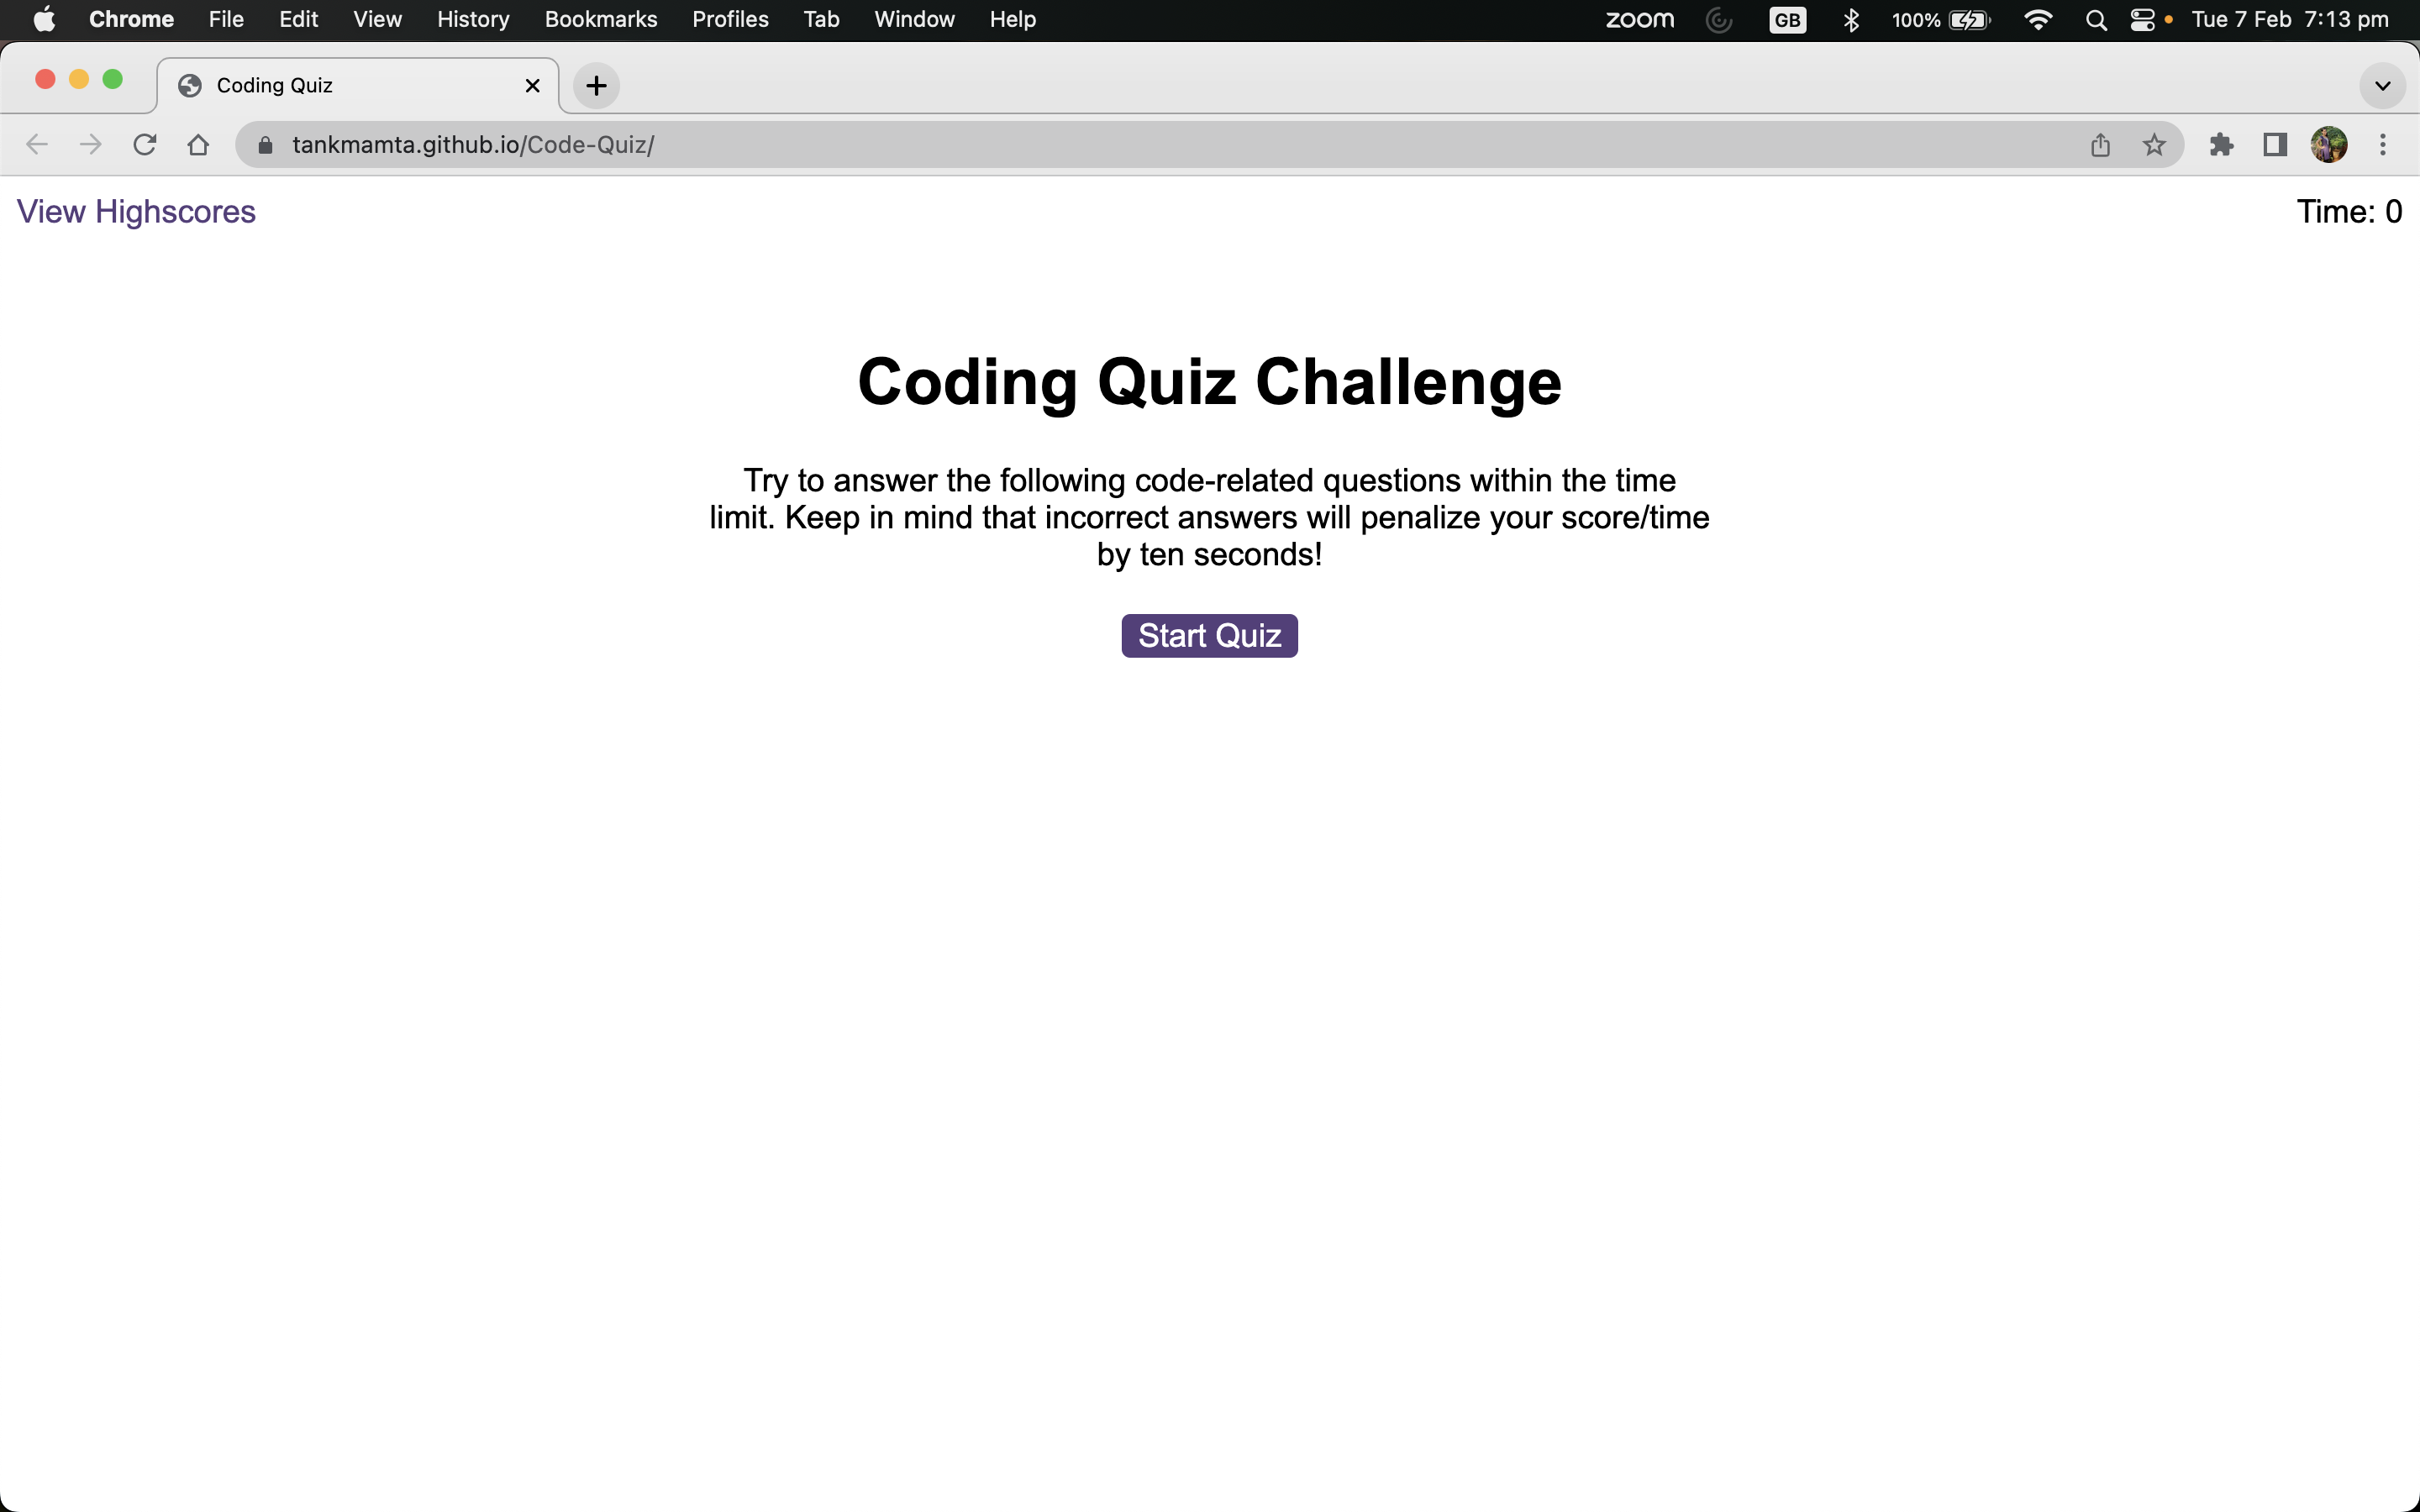 Chrome File Edit View History Bookmarks Profiles Tab Window Help zoom GB 100% Tue 7 Feb 7:13 pm
Coding Quiz
tankmamta.github.io/Code-Quiz/
View Highscores Time: 0
Coding Quiz Challenge
Try to answer the following code-related questions within the time
limit. Keep in mind that incorrect answers will penalize your score/time
by ten seconds!
Start Quiz